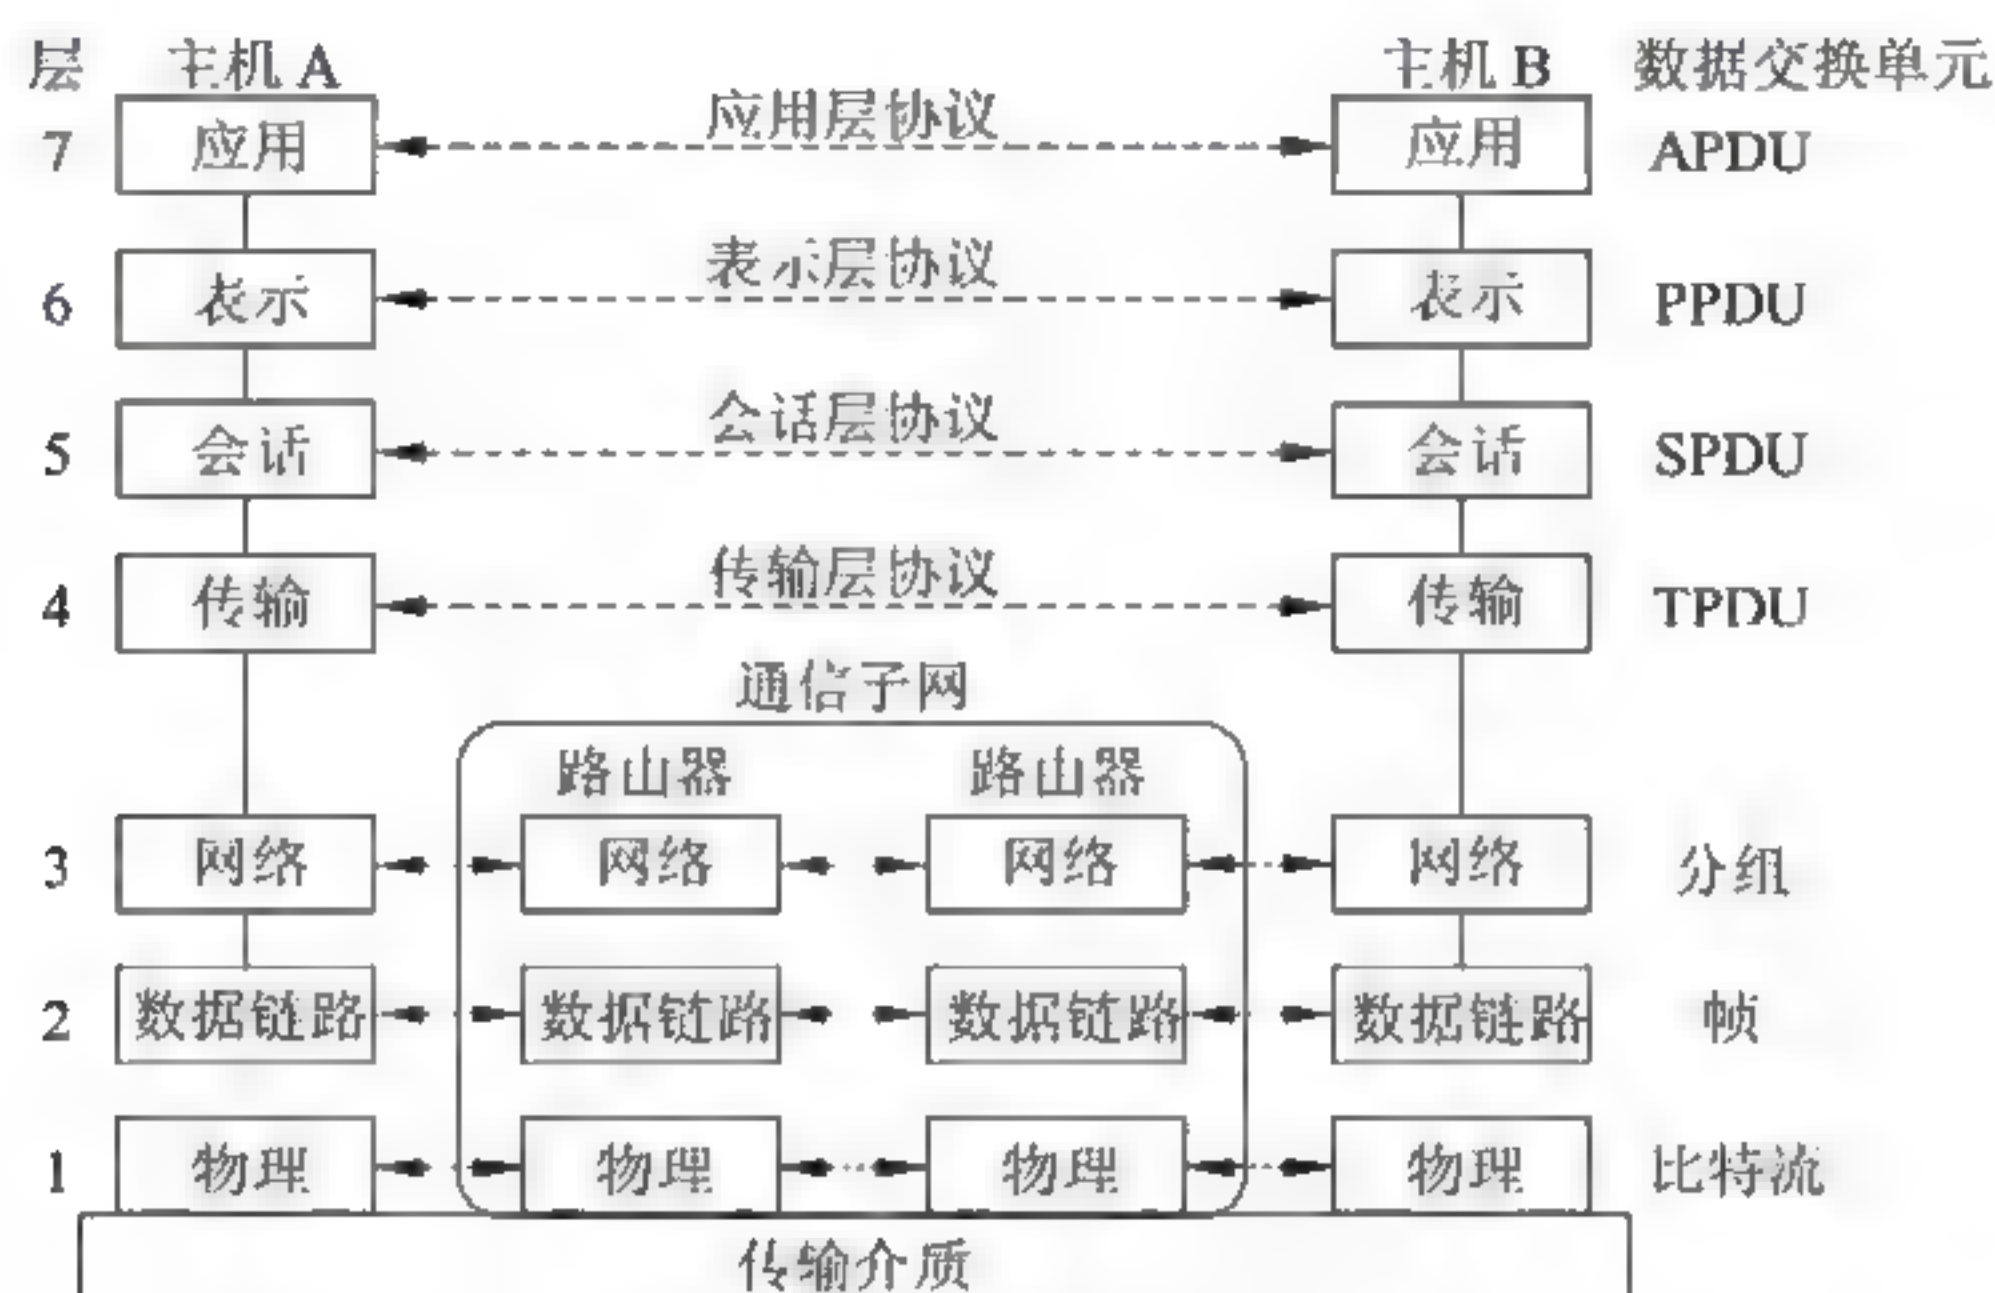 层 主机 A 主机 B 数据交换单元
应用层协议
7 应用 应用 APDU
表示层协议
6 表示 表示 PPDU
会话层协议
5 会话 会话 SPDU
传输层协议
4 传输 传输 TPDU
通信子网
路由器 路由器
3 网络 网络 网络 网络 分组
2 数据链路 数据链路 数据链路 数据链路 帧
1 物理 物理 物理 物理 比特流
传输介质